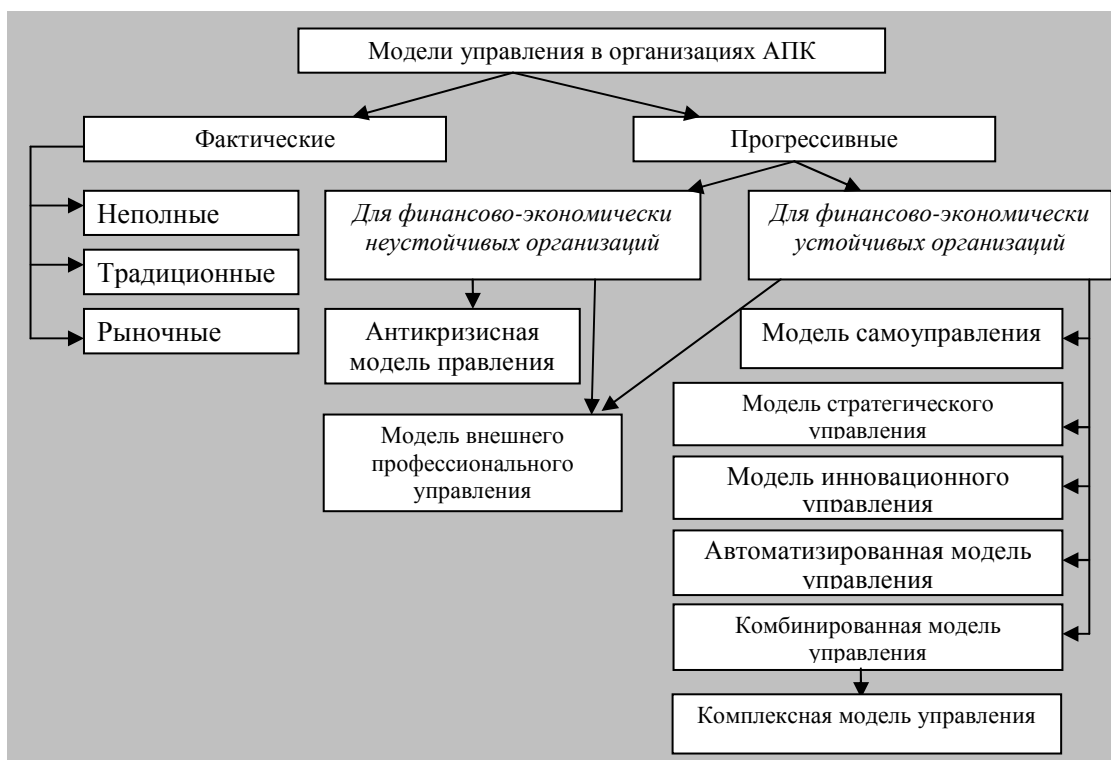 Модели управления в организациях АПК
Фактические
Прогрессивные
Неполные
Традиционные
Рыночные
Для финансово-экономически
неустойчивых организаций
Для финансово-экономически
устойчивых организаций
Антикризисная
модель правления
Модель внешнего
профессионального
управления
Модель самоуправления
Модель стратегического
управления
Модель инновационного
управления
Автоматизированная модель
управления
Комбинированная модель
управления
Комплексная модель управления